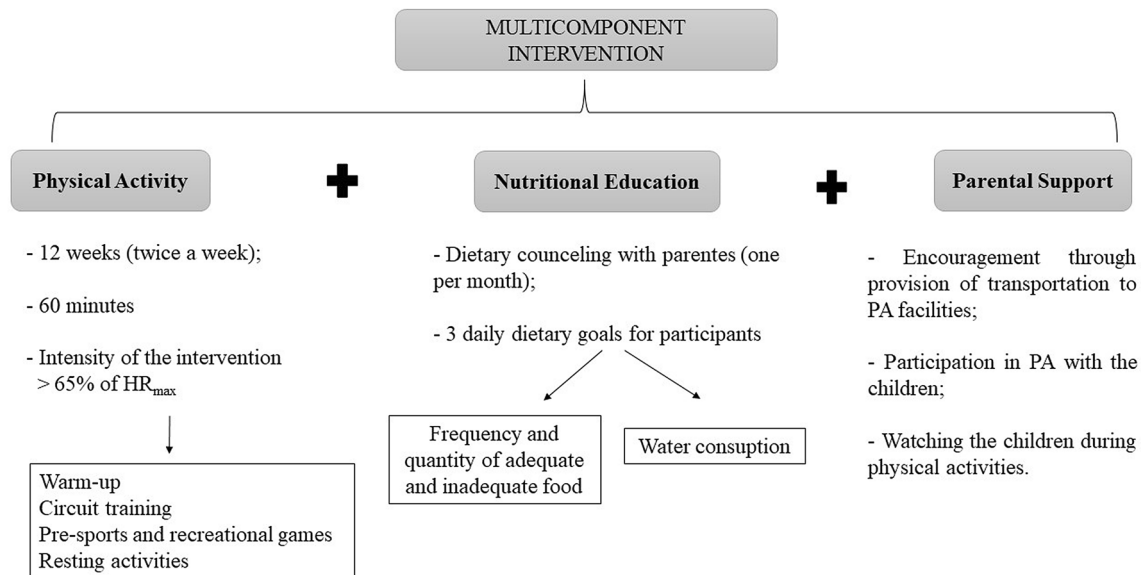 MULTICOMPONENT
INTERVENTION
Physical Activity
- 12 weeks (twice a week);
- 60 minutes
- Intensity of the intervention
> 65% of HRmax
Warm-up
Circuit training
Pre-sports and recreational games
Resting activities
Nutritional Education
- Dietary counceling with parentes (one
per month);
- 3 daily dietary goals for participants
Frequency and
quantity of adequate
and inadequate food
Water consuption
Parental Support
- Encouragement through
provision of transportation to
PA facilities;
- Participation in PA with the
children;
- Watching the children during
physical activities.